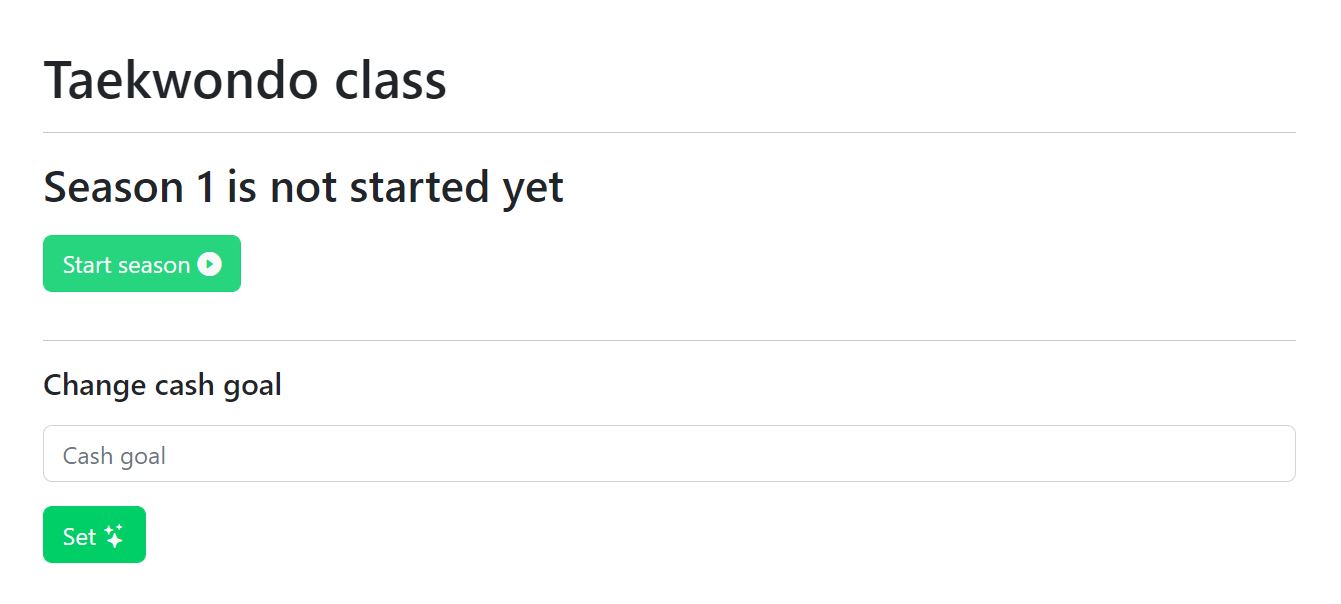 Taekwondo class
Season 1 is not started yet
Start season
Change cash goal
Cash goal
Set